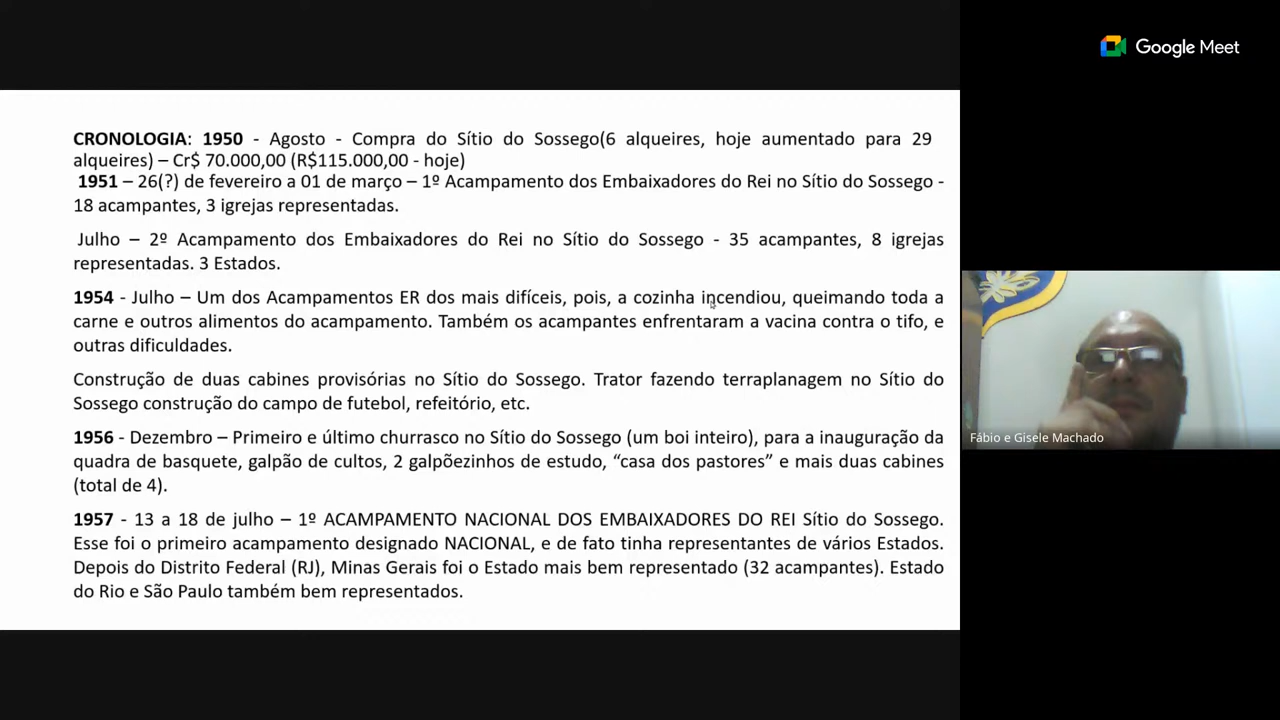 Google Meet
CRONOLOGIA: 1950 - Agosto - Compra do Sítio do Sossego(6 alqueires, hoje aumentado para 29
alqueires) – Cr$ 70.000,00 (R$115.000,00 - hoje)
1951 – 26(?) de fevereiro a 01 de março – 1º Acampamento dos Embaixadores do Rei no Sítio do Sossego -
18 acampantes, 3 igrejas representadas.
Julho – 2º Acampamento dos Embaixadores do Rei no Sítio do Sossego - 35 acampantes, 8 igrejas
representadas. 3 Estados.
1954 - Julho – Um dos Acampamentos ER dos mais difíceis, pois, a cozinha incendiou, queimando toda a
carne e outros alimentos do acampamento. Também os acampantes enfrentaram a vacina contra o tifo, e
outras dificuldades.
Construção de duas cabines provisórias no Sítio do Sossego. Trator fazendo terraplanagem no Sítio do
Sossego construção do campo de futebol, refeitório, etc.
1956 - Dezembro – Primeiro e último churrasco no Sítio do Sossego (um boi inteiro), para a inauguração da
quadra de basquete, galpão de cultos, 2 galpõezinhos de estudo, “casa dos pastores” e mais duas cabines
(total de 4).
1957 - 13 a 18 de julho – 1º ACAMPAMENTO NACIONAL DOS EMBAIXADORES DO REI Sítio do Sossego.
Esse foi o primeiro acampamento designado NACIONAL, e de fato tinha representantes de vários Estados.
Depois do Distrito Federal (RJ), Minas Gerais foi o Estado mais bem representado (32 acampantes). Estado
do Rio e São Paulo também bem representados.
Fábio e Gisele Machado